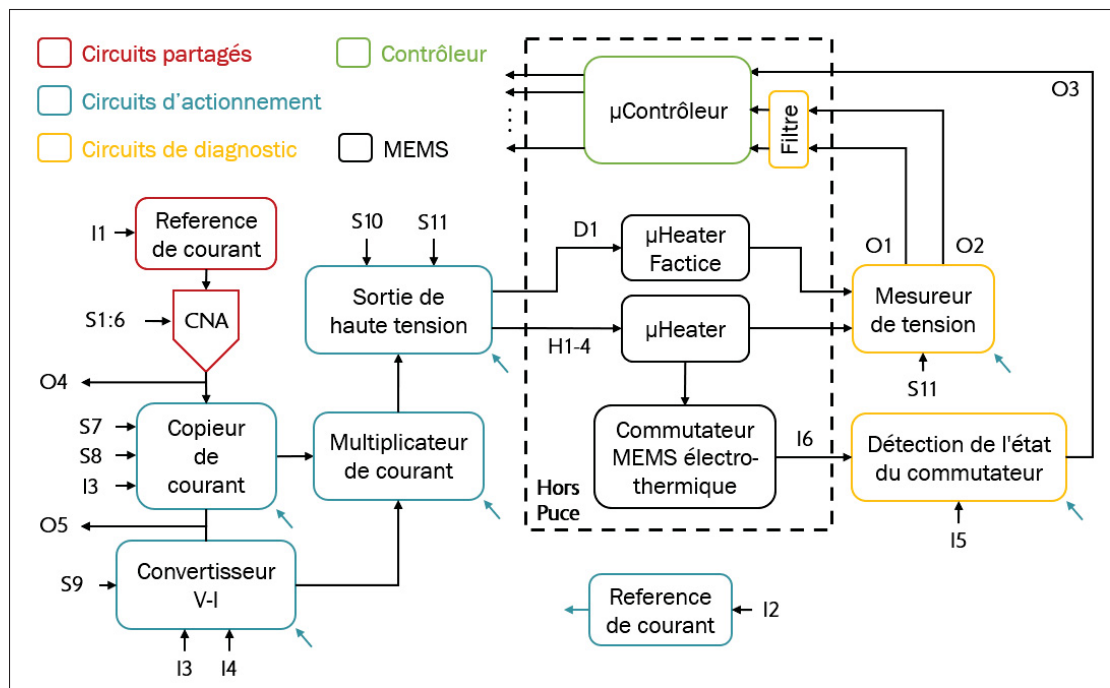 Circuits partagés
Contrôleur
Circuits d'actionnement
Circuits de diagnostic
MEMS
µContrôleur
Filtre
O3
I1
Reference
de courant
S10
S11
D1
µHeater
Factice
O1
O2
S1:6
CNA
Sortie de
haute tension
H1-4
µHeater
Mesureur
de tension
S11
O4
S7
S8
I3
Copieur
de
courant
Multiplicateur
de courant
Commutateur
MEMS électro-
thermique
I6
Détection de l'état
du commutateur
Hors
Puce
I5
O5
S9
Convertisseur
V-I
I3
I4
Reference
de courant
I2